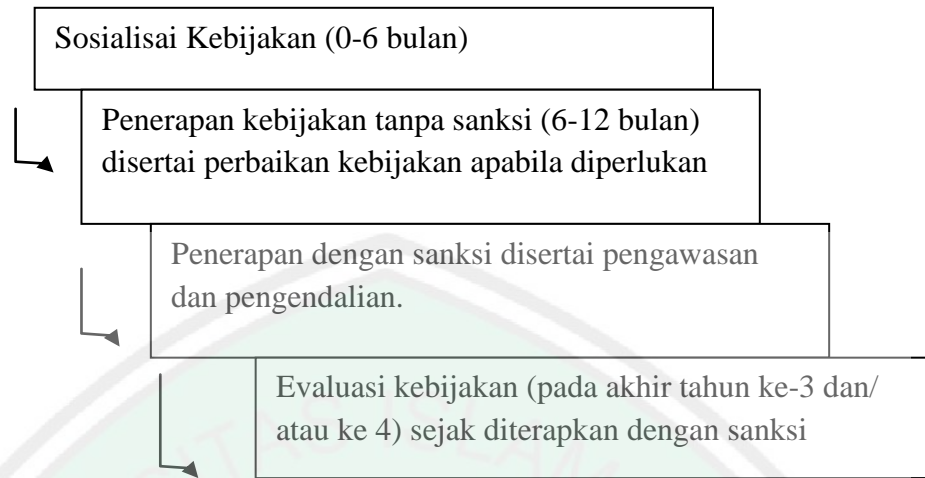 Sosialisai Kebijakan (0-6 bulan)
Penerapan kebijakan tanpa sanksi (6-12 bulan)
disertai perbaikan kebijakan apabila diperlukan
Penerapan dengan sanksi disertai pengawasan
dan pengendalian.
Evaluasi kebijakan (pada akhir tahun ke-3 dan/
atau ke 4) sejak diterapkan dengan sanksi